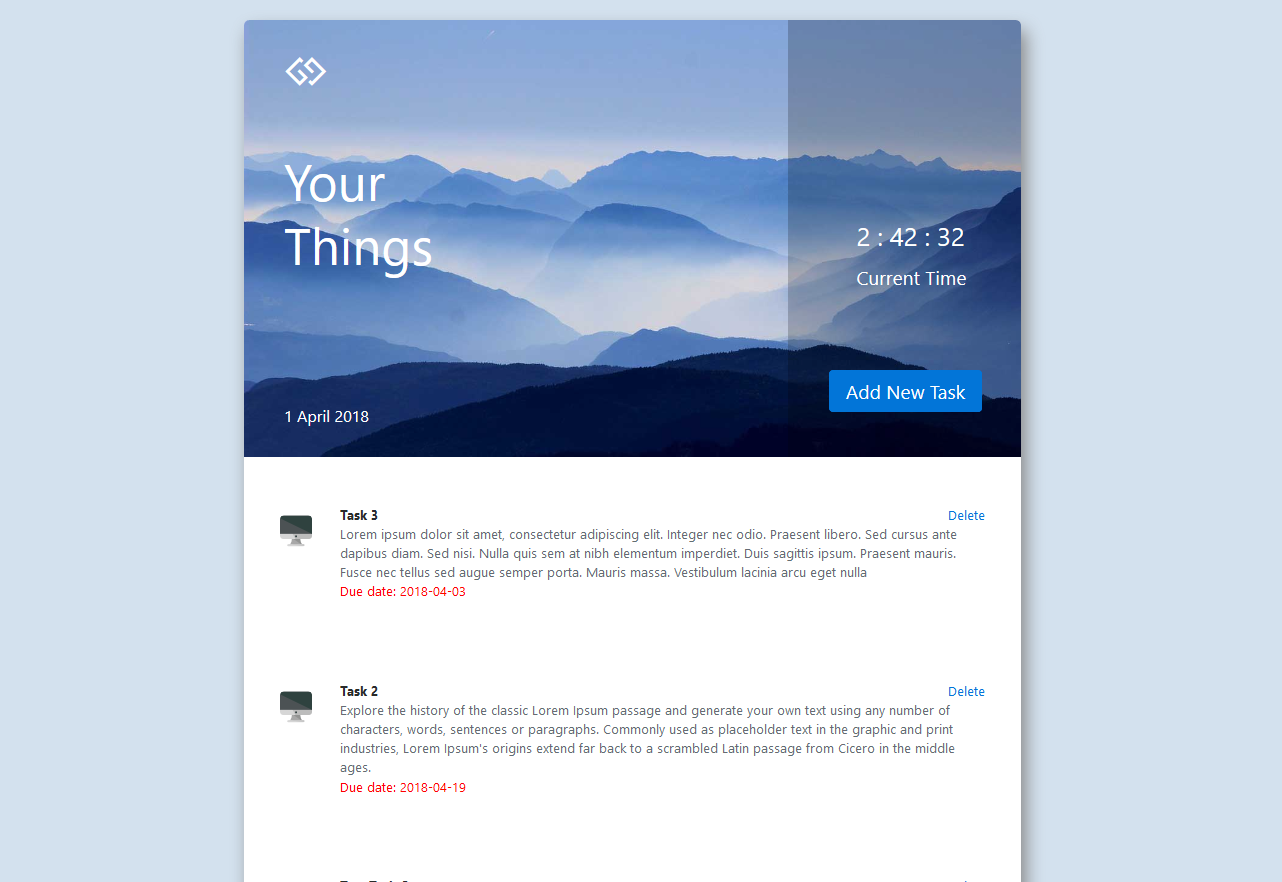 Your
Things
2 : 42 : 32
Current Time
Add New Task
1 April 2018
Task 3
Delete
Lorem ipsum dolor sit amet, consectetur adipiscing elit. Integer nec odio. Praesent libero. Sed cursus ante
dapibus diam. Sed nisi. Nulla quis sem at nibh elementum imperdiet. Duis sagittis ipsum. Praesent mauris.
Fusce nec tellus sed augue semper porta. Mauris massa. Vestibulum lacinia arcu eget nulla
Due date: 2018-04-03
Task 2
Delete
Explore the history of the classic Lorem Ipsum passage and generate your own text using any number of
characters, words, sentences or paragraphs. Commonly used as placeholder text in the graphic and print
industries, Lorem Ipsum's origins extend far back to a scrambled Latin passage from Cicero in the middle
ages.
Due date: 2018-04-19